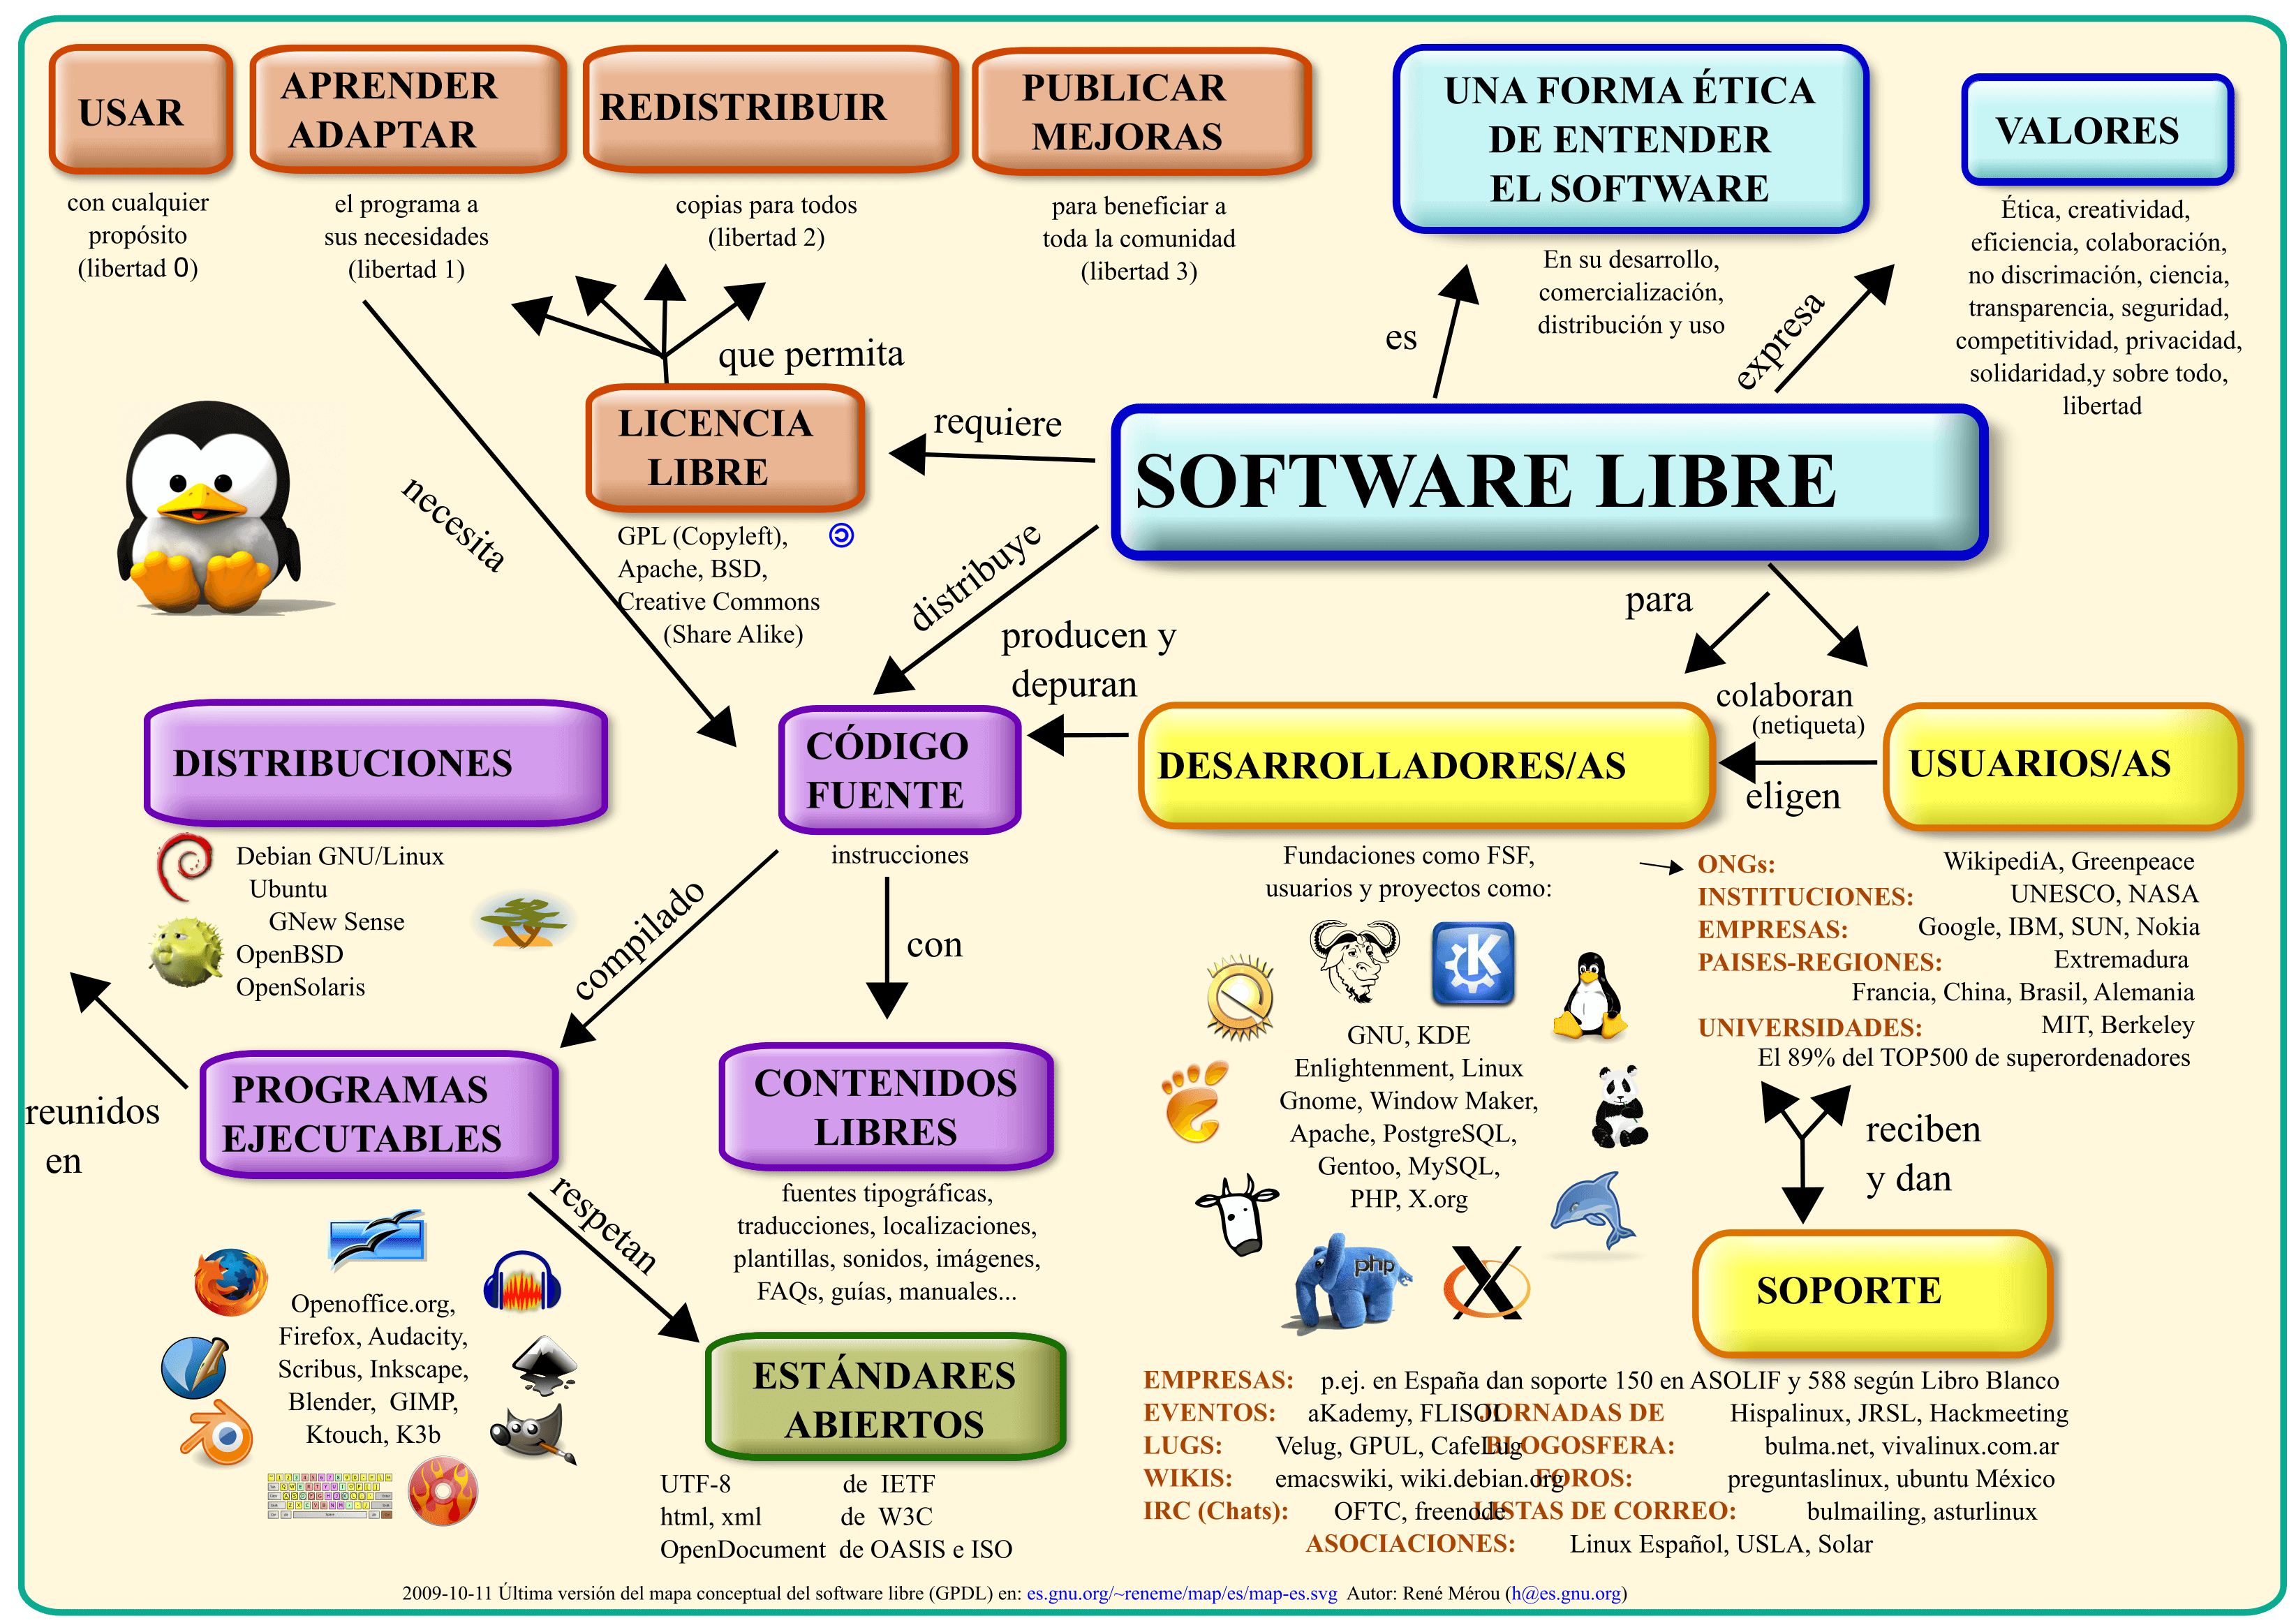 USAR
con cualquier
propósito
(libertad 0)
APRENDER
ADAPTAR
el programa a
sus necesidades
(libertad 1)
REDISTRIBUIR
copias para todos
(libertad 2)
PUBLICAR
MEJORAS
para beneficiar a
toda la comunidad
(libertad 3)
UNA FORMA ÉTICA
DE ENTENDER
EL SOFTWARE
En su desarrollo,
comercialización,
distribución y uso
VALORES
Ética, creatividad,
eficiencia, colaboración,
no discrimación, ciencia,
transparencia, seguridad,
competitividad, privacidad,
solidaridad,y sobre todo,
libertad
es
expresa
que permita
LICENCIA
LIBRE
GPL (Copyleft),
Apache, BSD,
Creative Commons
(Share Alike)
requiere
SOFTWARE LIBRE
necesita
distribuye
para
producen y
depuran
colaboran
(netiqueta)
eligen
DISTRIBUCIONES
Debian GNU/Linux
Ubuntu
GNew Sense
OpenBSD
OpenSolaris
CÓDIGO
FUENTE
instrucciones
DESARROLLADORES/AS
Fundaciones como FSF,
usuarios y proyectos como:
GNU, KDE
Enlightenment, Linux
Gnome, Window Maker,
Apache, PostgreSQL,
Gentoo, MySQL,
PHP, X.org
php
USUARIOS/AS
ONGs: WikipediA, Greenpeace
INSTITUCIONES: UNESCO, NASA
EMPRESAS: Google, IBM, SUN, Nokia
PAISES-REGIONES: Extremadura
Francia, China, Brasil, Alemania
UNIVERSIDADES: MIT, Berkeley
El 89% del TOP500 de superordenadores
compilado
con
reunidos
en
PROGRAMAS
EJECUTABLES
Openoffice.org,
Firefox, Audacity,
Scribus, Inkscape,
Blender, GIMP,
Ktouch, K3b
respetan
CONTENIDOS
LIBRES
fuentes tipográficas,
traducciones, localizaciones,
plantillas, sonidos, imágenes,
FAQs, guías, manuales...
ESTÁNDARES
ABIERTOS
UTF-8 de IETF
html, xml de W3C
OpenDocument de OASIS e ISO
reciben
y dan
SOPORTE
EMPRESAS: p.ej. en España dan soporte 150 en ASOLIF y 588 según Libro Blanco
EVENTOS: aKademy, FLISOL JORNADAS DE Hispalinux, JRSL, Hackmeeting
LUGS: Velug, GPUL, CafeLug BLOGOSFERA: bulma.net, vivalinux.com.ar
WIKIS: emacswiki, wiki.debian.org FOROS: preguntaslinux, ubuntu México
IRC (Chats): OFTC, freenode LISTAS DE CORREO: bulmailing, asturlinux
ASOCIACIONES: Linux Español, USLA, Solar
2009-10-11 Última versión del mapa conceptual del software libre (GPDL) en: es.gnu.org/~reneme/map/es/map-es.svg Autor: René Mérou (h@es.gnu.org)